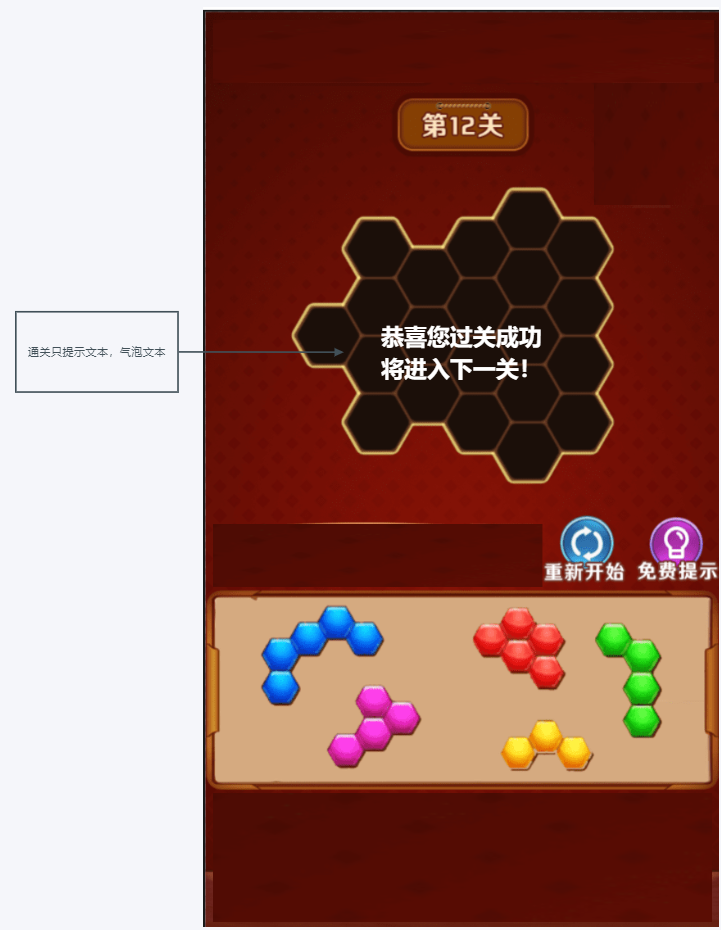 第12关
通关只提示文本，气泡文本
恭喜您过关成功
将进入下一关！
重新开始
免费提示